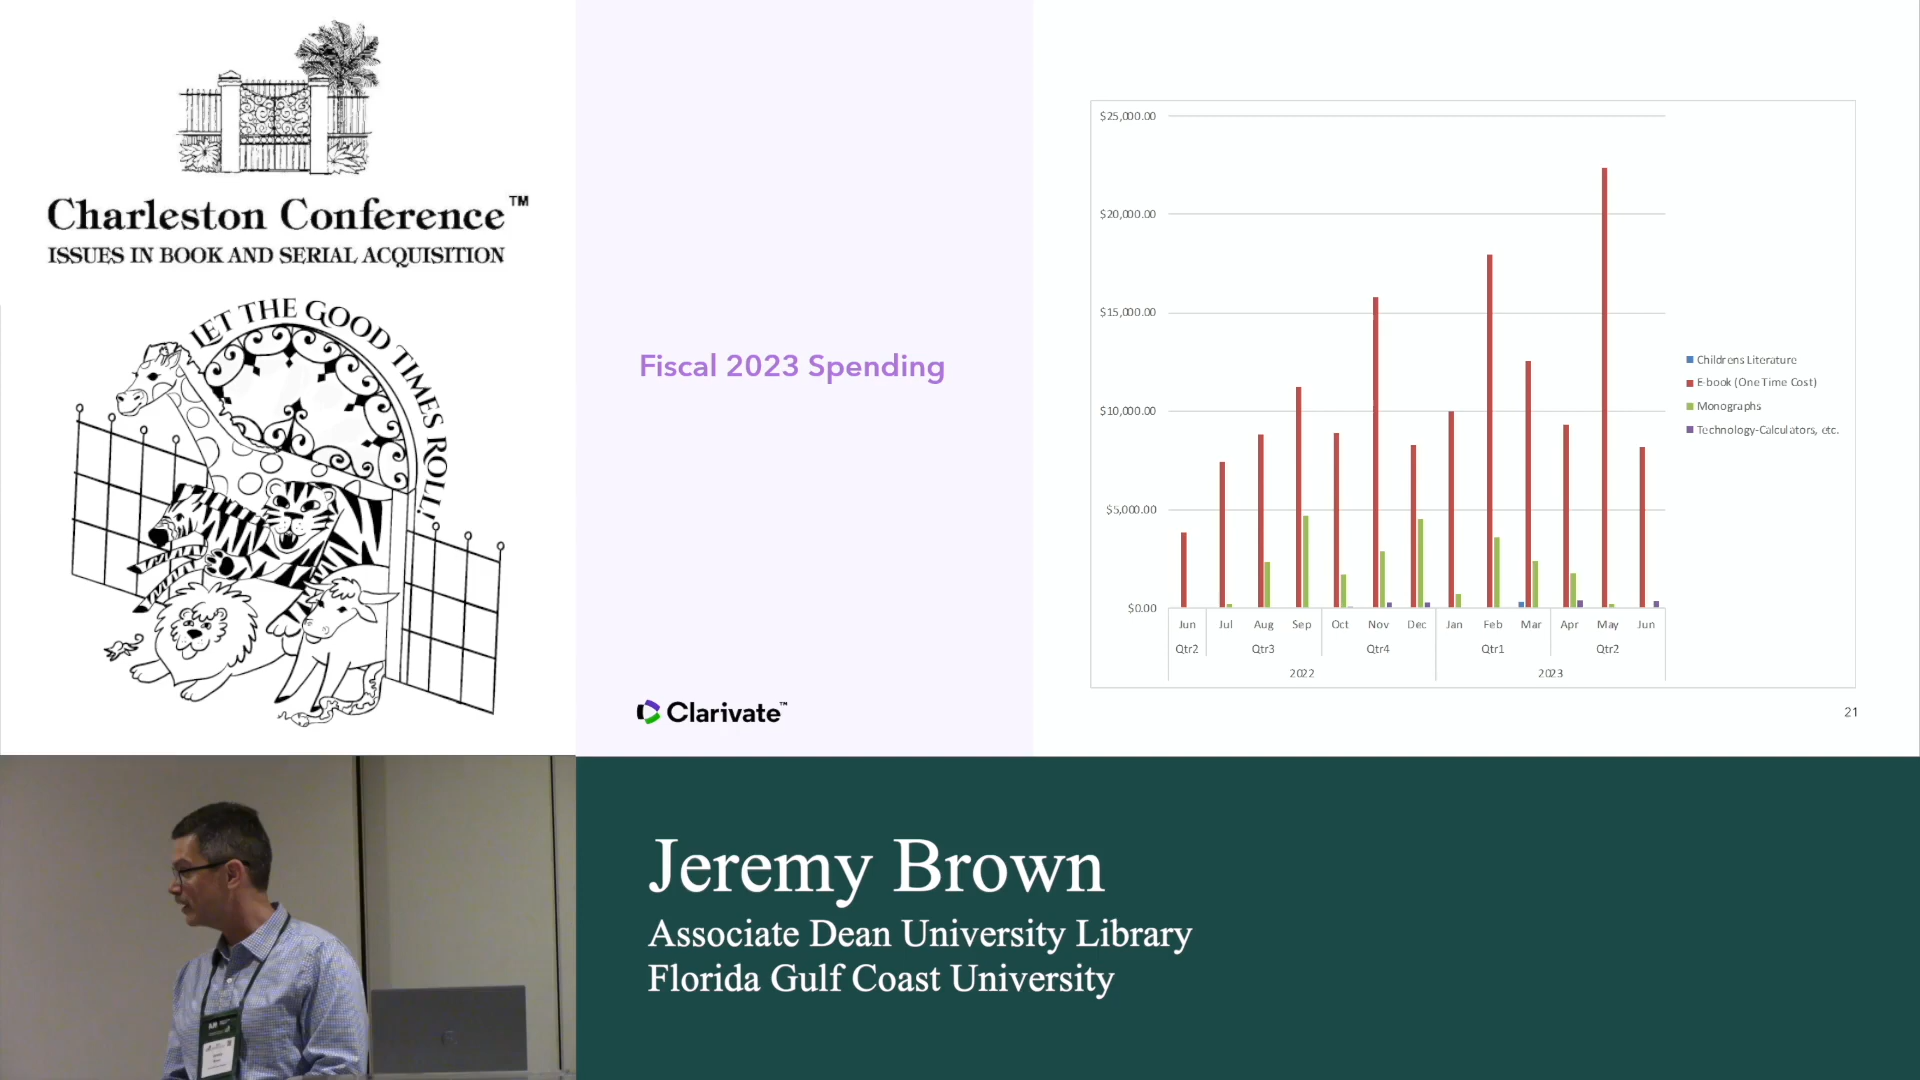 Charleston Conference™
ISSUES IN BOOK AND SERIAL ACQUISITION
LET THE GOOD TIMES ROLL!
Fiscal 2023 Spending
Clarivate™
$25,000.00
$20,000.00
$15,000.00
$10,000.00
$5,000.00
$0.00
Jun Jul Aug Sep Oct Nov Dec Jan Feb Mar Apr May Jun
Qtr2 Qtr3 Qtr4 Qtr1 Qtr2
2022 2023
Childrens Literature
E-book (One Time Cost)
Monographs
Technology-Calculators, etc.
21
Jeremy Brown
Associate Dean University Library
Florida Gulf Coast University